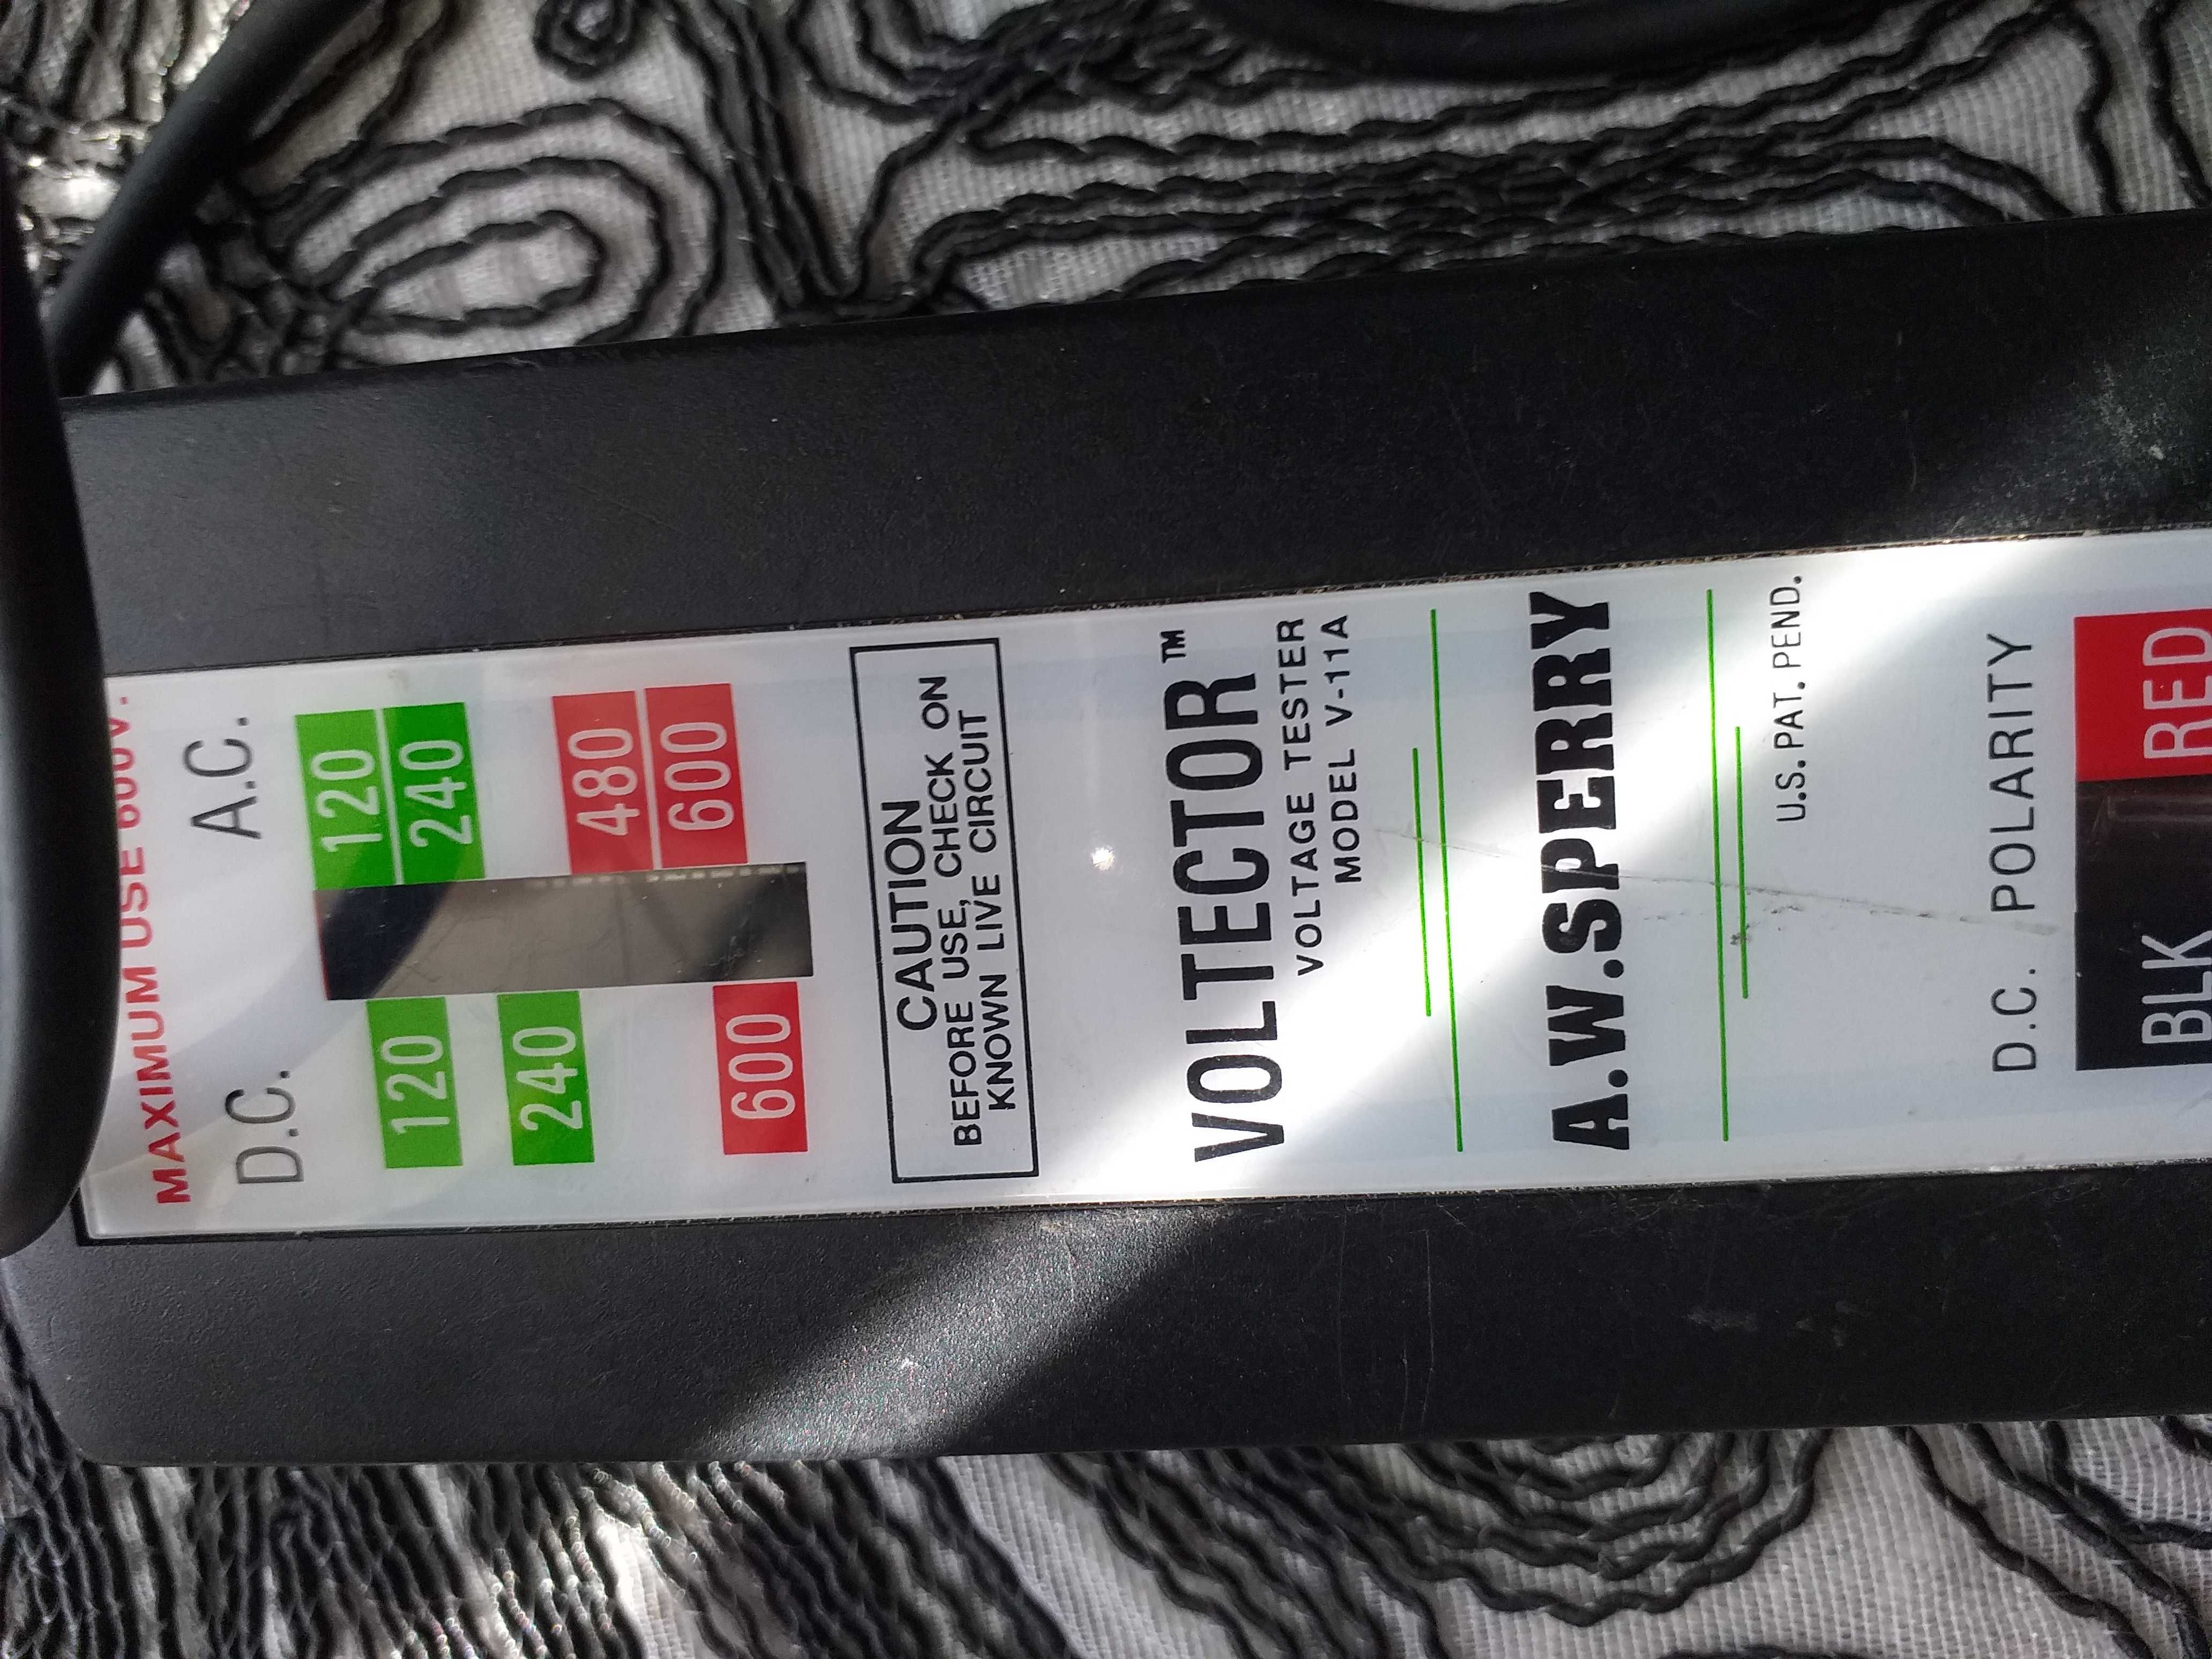 MAXIMUM USE 600V.
D.C. A.C.
120
240
480
600
120
240
600
CAUTION
BEFORE USE, CHECK ON
KNOWN LIVE CIRCUIT
VOLTECTOR™
VOLTAGE TESTER
MODEL V-11A
A.W.SPERRY
U.S. PAT. PEND.
D.C. POLARITY
BLK RED